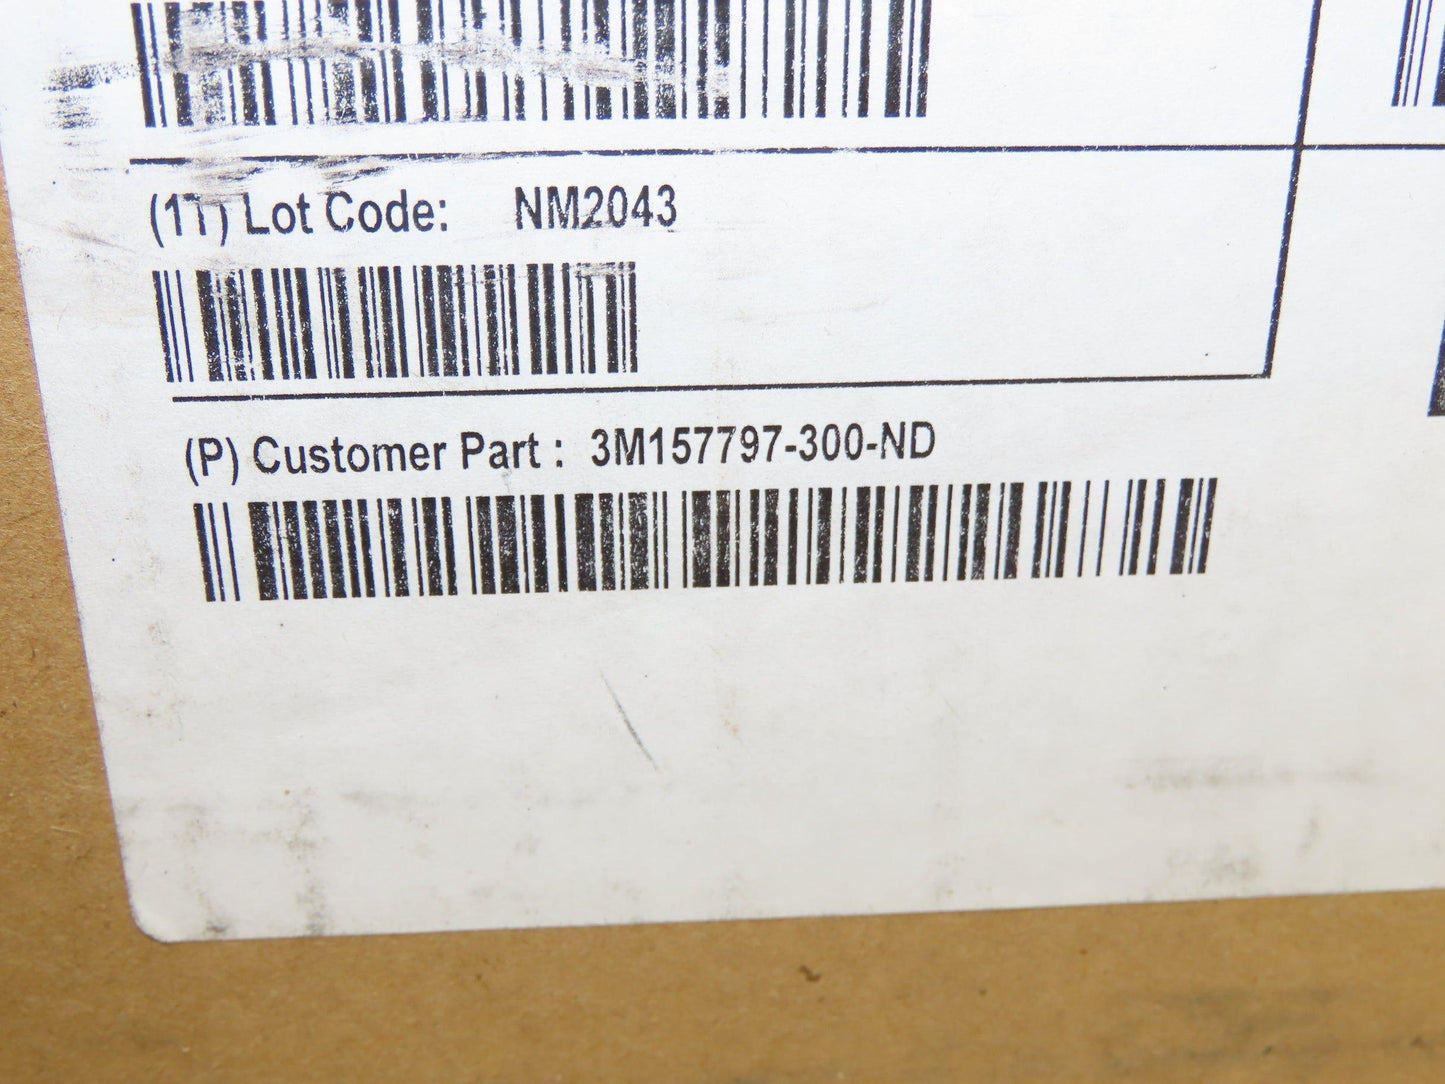 (1T) Lot Code: NM2043
(P) Customer Part : 3M157797-300-ND